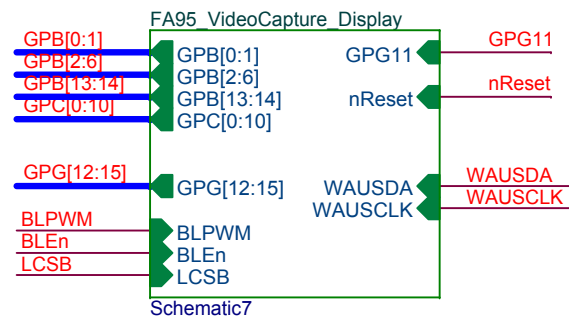 FA95_VideoCapture_Display
GPB[0:1] GPB[0:1] GPG11 GPG11
GPB[2:6] GPB[2:6]
GPB[13:14] GPB[13:14] nReset nReset
GPC[0:10] GPC[0:10]
GPG[12:15] GPG[12:15] WAUSDA WAUSDA
WAUSCLK WAUSCLK
BLPWM BLPWM
BLEn BLEn
LCSB LCSB
Schematic7